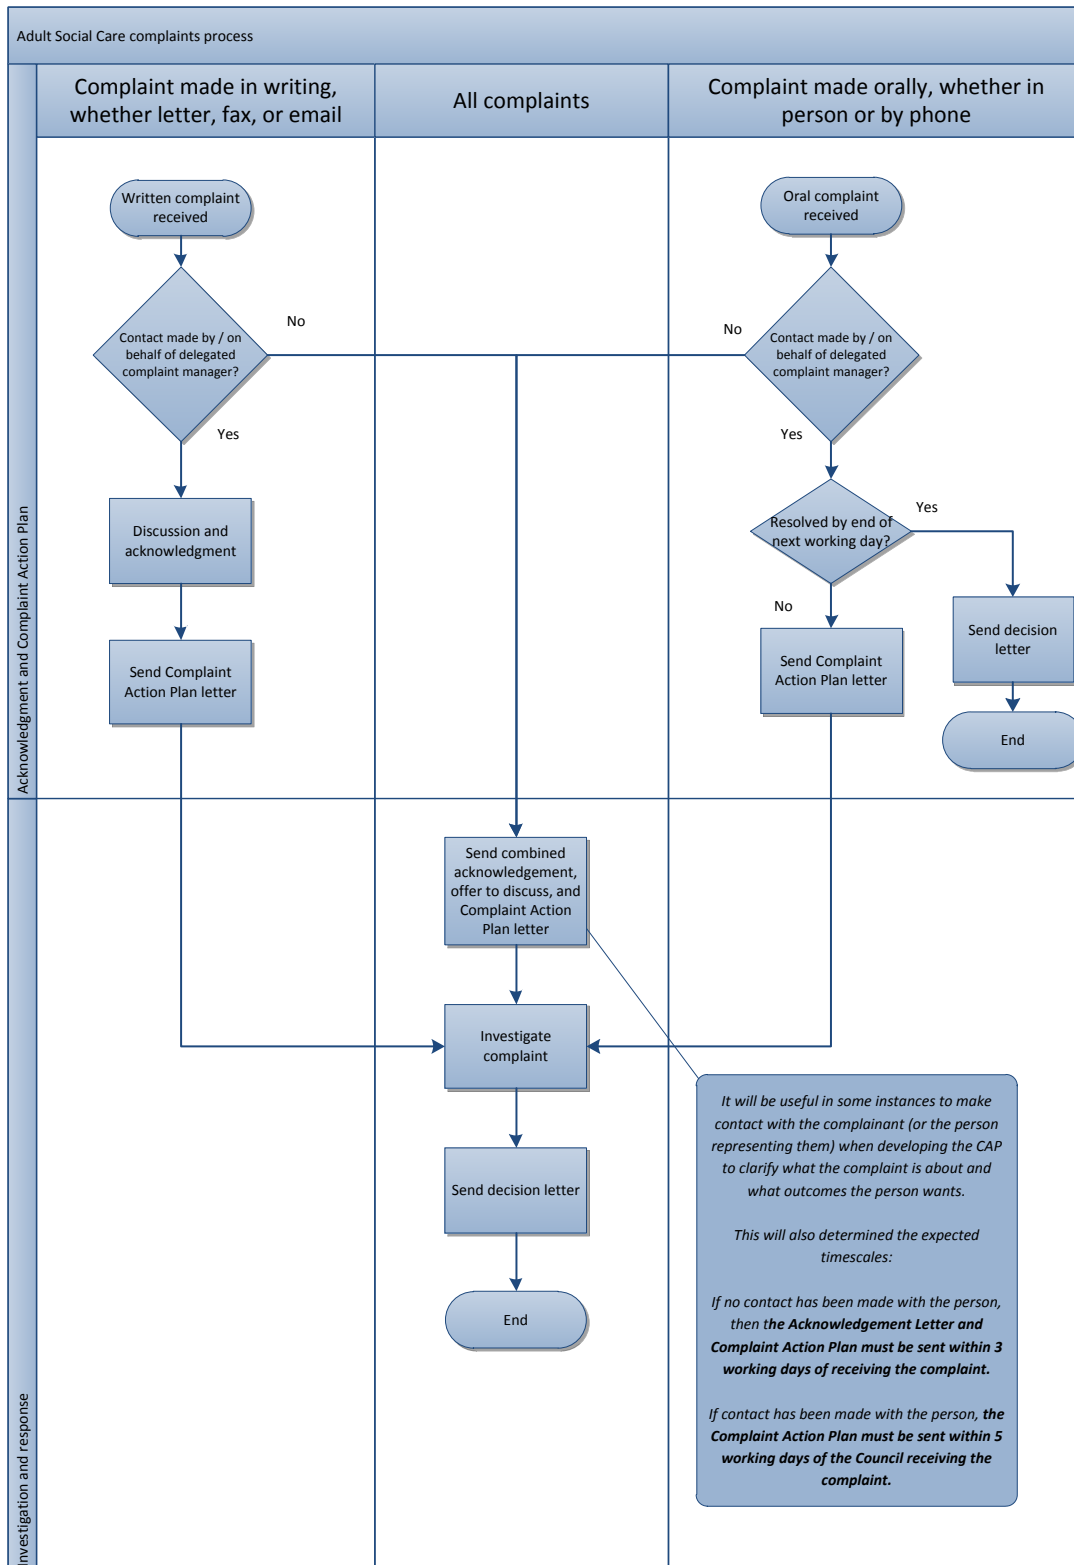 Adult Social Care complaints process
Complaint made in writing,
whether letter, fax, or email
All complaints
Complaint made orally, whether in
person or by phone
Acknowledgment and Complaint Action Plan
Written complaint
received
Contact made by / on
behalf of delegated
complaint manager?
No
Yes
Discussion and
acknowledgment
Send Complaint
Action Plan letter
Oral complaint
received
No
Contact made by / on
behalf of delegated
complaint manager?
Yes
Resolved by end of
next working day?
Yes
No
Send Complaint
Action Plan letter
Send decision
letter
End
Investigation and response
Send combined
acknowledgement,
offer to discuss, and
Complaint Action
Plan letter
Investigate
complaint
Send decision letter
End
It will be useful in some instances to make
contact with the complainant (or the person
representing them) when developing the CAP
to clarify what the complaint is about and
what outcomes the person wants.
This will also determined the expected
timescales:
If no contact has been made with the person,
then the Acknowledgement Letter and
Complaint Action Plan must be sent within 3
working days of receiving the complaint.
If contact has been made with the person, the
Complaint Action Plan must be sent within 5
working days of the Council receiving the
complaint.